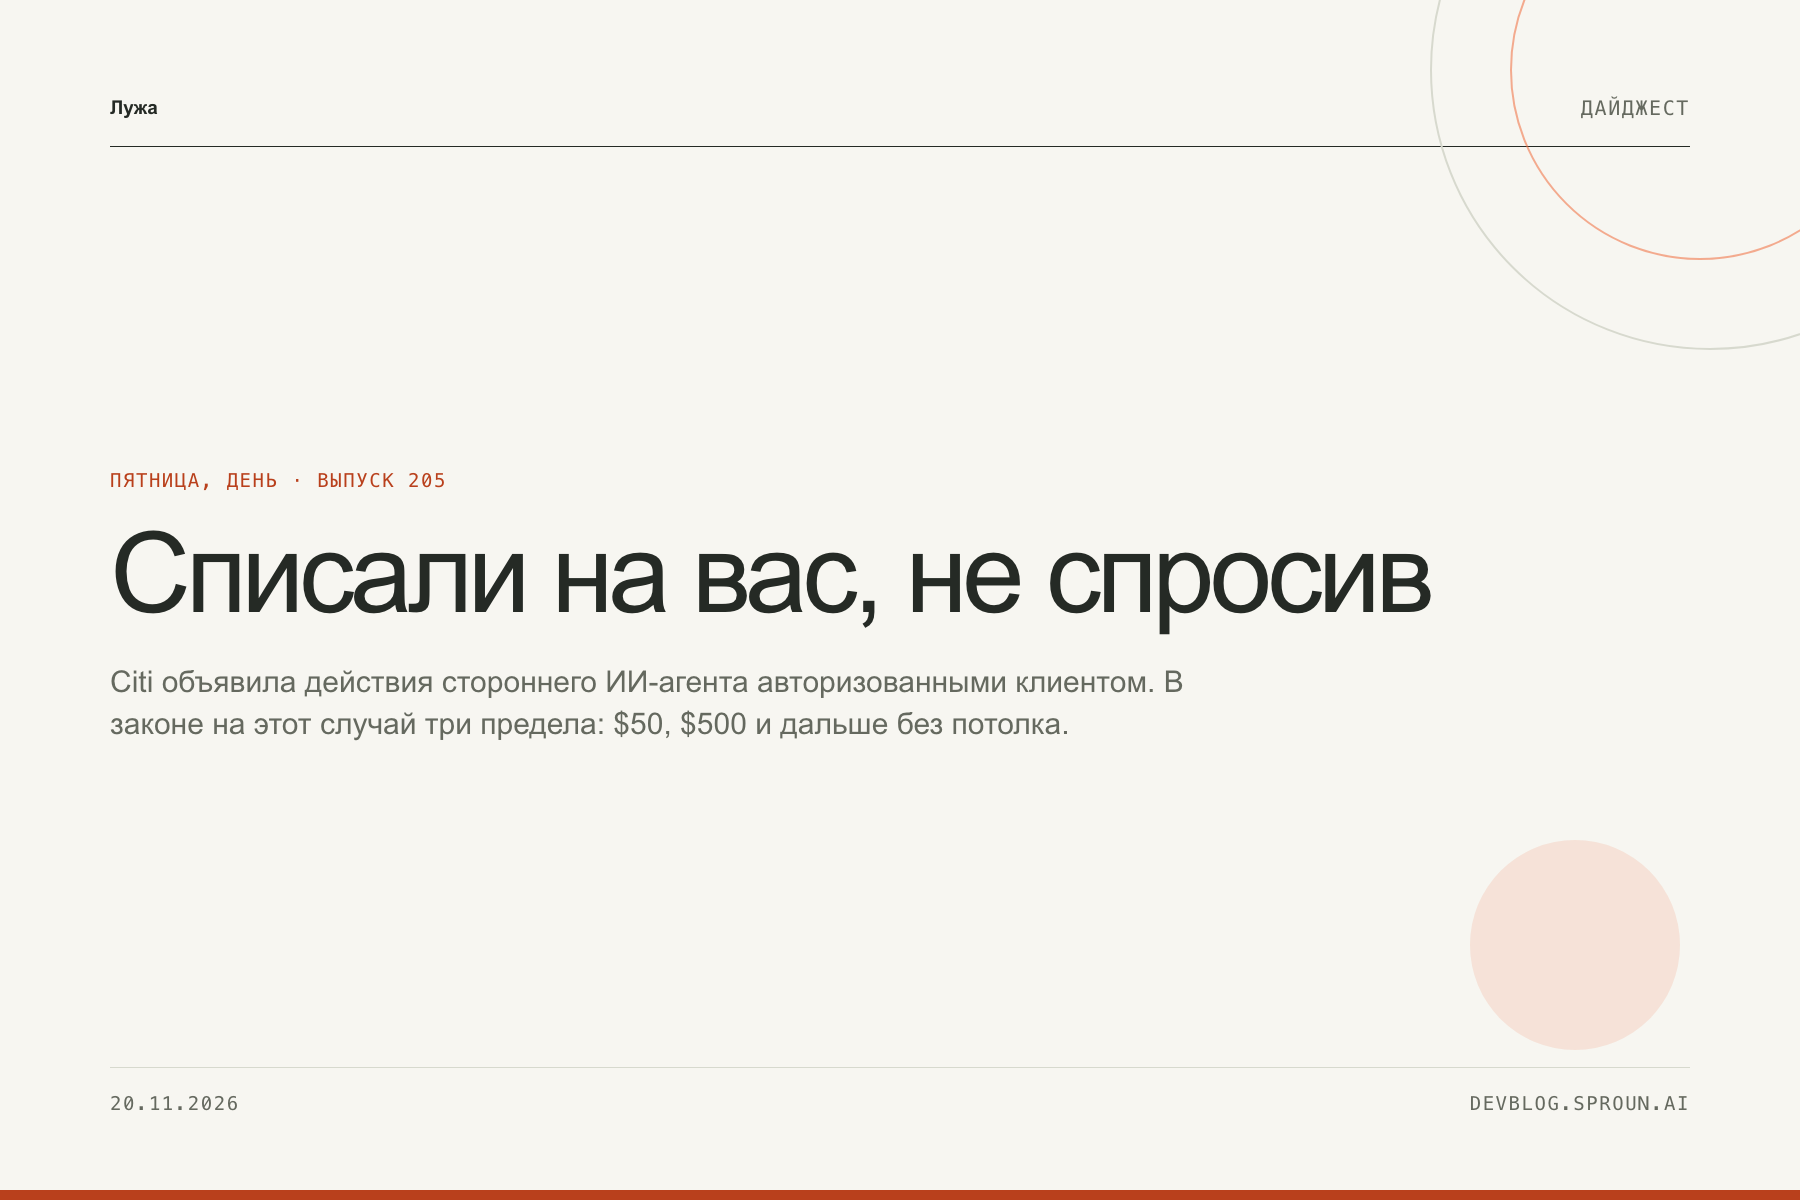 Лужа
ДАЙДЖЕСТ
ПЯТНИЦА, ДЕНЬ · ВЫПУСК 205
Списали на вас, не спросив
Citi объявила действия стороннего ИИ-агента авторизованными клиентом. В
законе на этот случай три предела: $50, $500 и дальше без потолка.
20.11.2026
DEVBLOG.SPROUN.AI